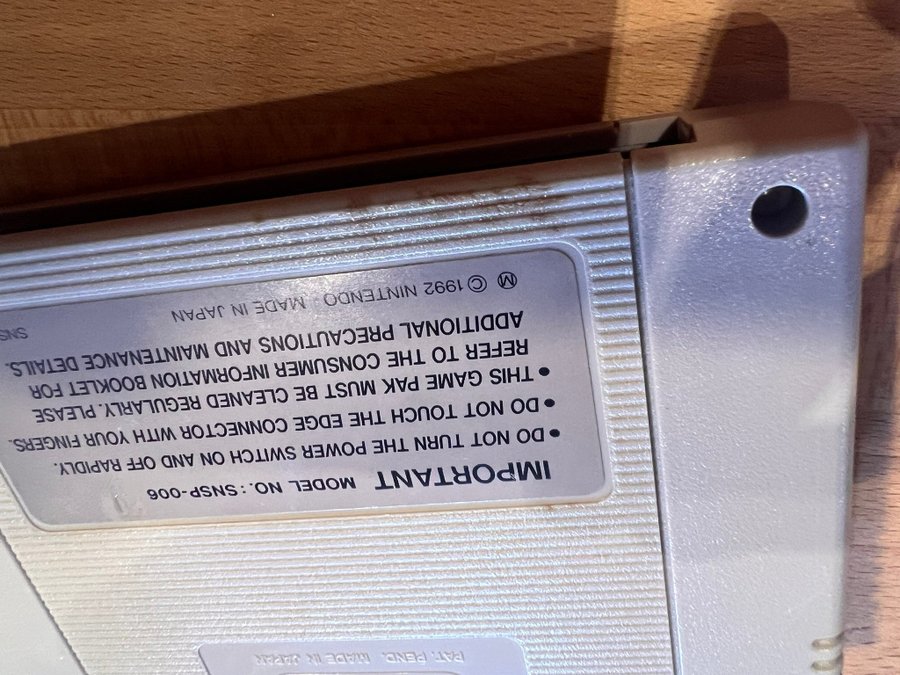 IMPORTANT MODEL NO.: SNSP-006
• DO NOT TURN THE POWER SWITCH ON AND OFF RAPIDLY.
• DO NOT TOUCH THE EDGE CONNECTOR WITH YOUR FINGERS.
• THIS GAME PAK MUST BE CLEANED REGULARLY. PLEASE
REFER TO THE CONSUMER INFORMATION BOOKLET FOR
ADDITIONAL PRECAUTIONS AND MAINTENANCE DETAILS.
Ⓜ © 1992 NINTENDO MADE IN JAPAN SNS
PAT. PEND. MADE IN JAPAN